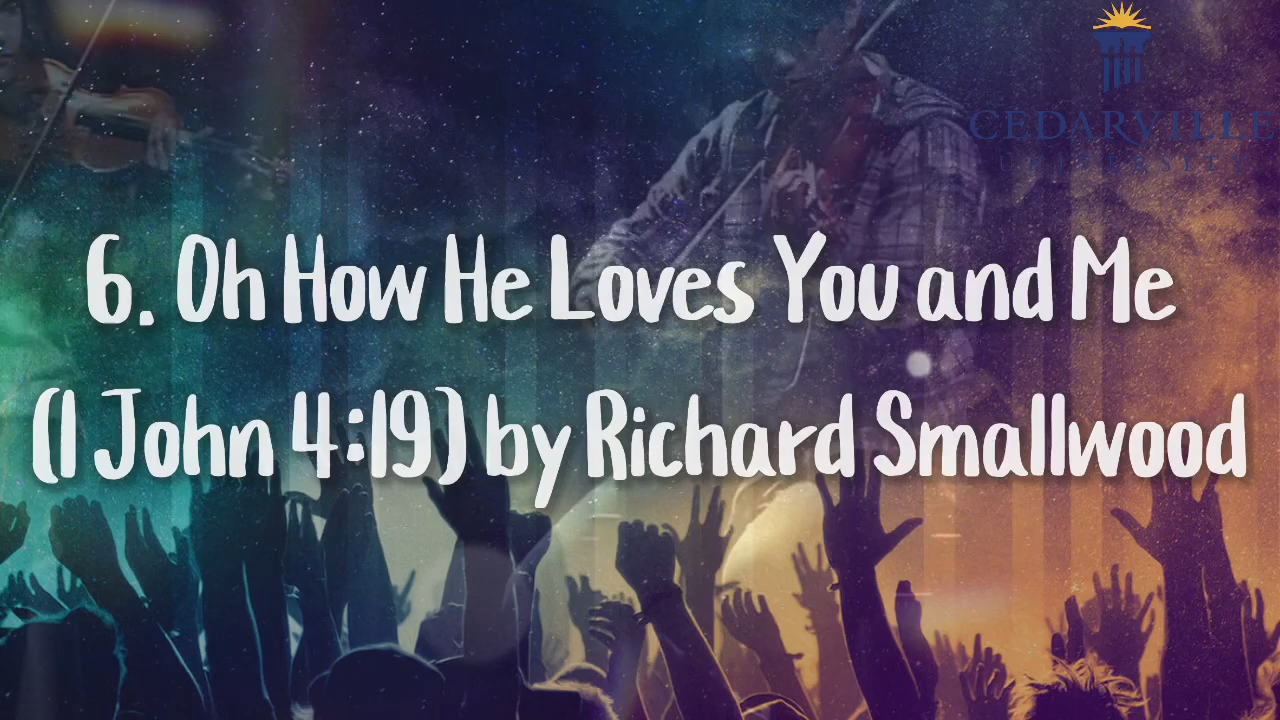 CEDARVILLE
UNIVERSITY
6. Oh How He Loves You and Me
(1 John 4:19) by Richard Smallwood